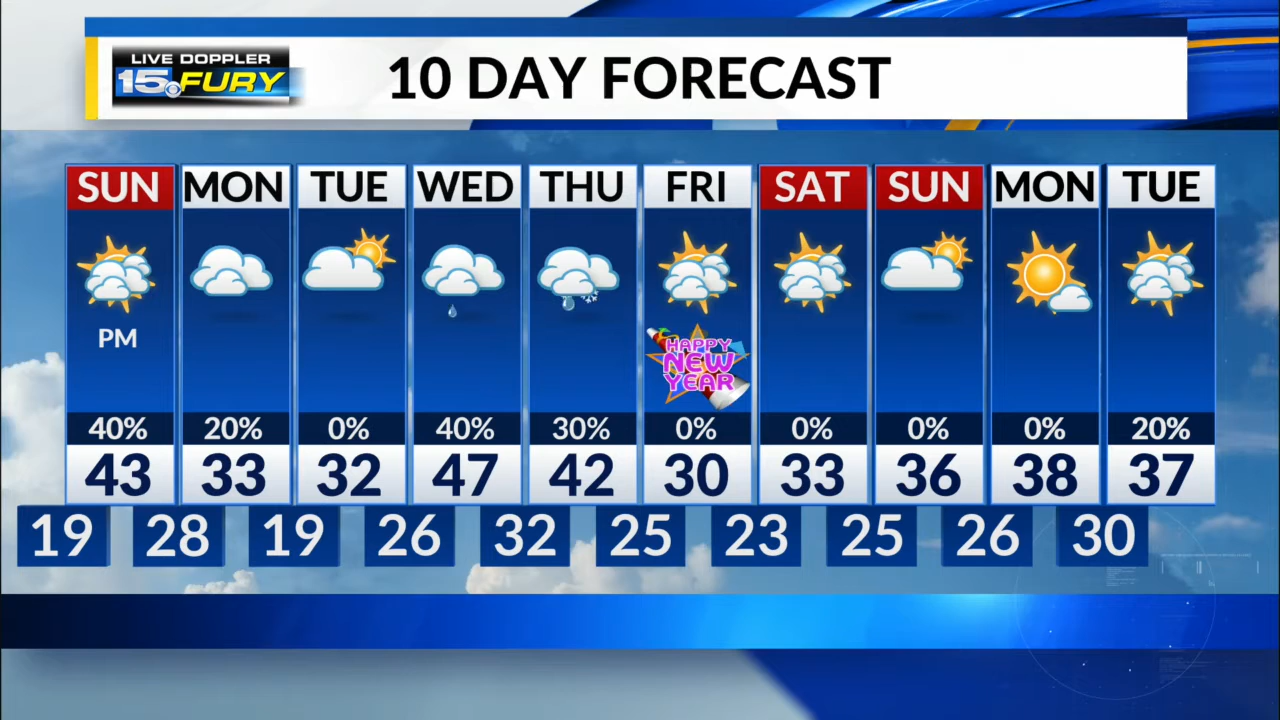 LIVE DOPPLER
15 FURY
10 DAY FORECAST
SUN MON TUE WED THU FRI SAT SUN MON TUE
PM
HAPPY
NEW
YEAR
40% 20% 0% 40% 30% 0% 0% 0% 0% 20%
43 33 32 47 42 30 33 36 38 37
19 28 19 26 32 25 23 25 26 30